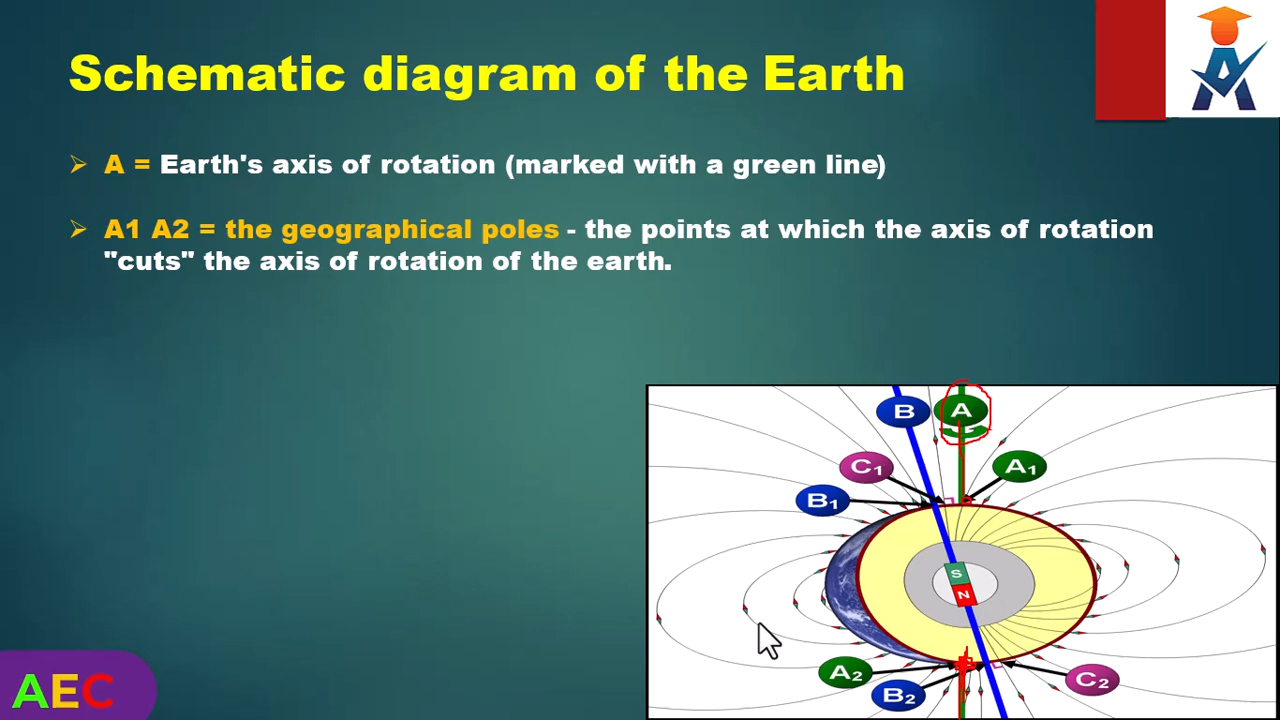 Schematic diagram of the Earth
A = Earth's axis of rotation (marked with a green line)
A1 A2 = the geographical poles - the points at which the axis of rotation
"cuts" the axis of rotation of the earth.
B A
C₁ A₁
B₁
S
N
A₂ C₂
B₂
AEC